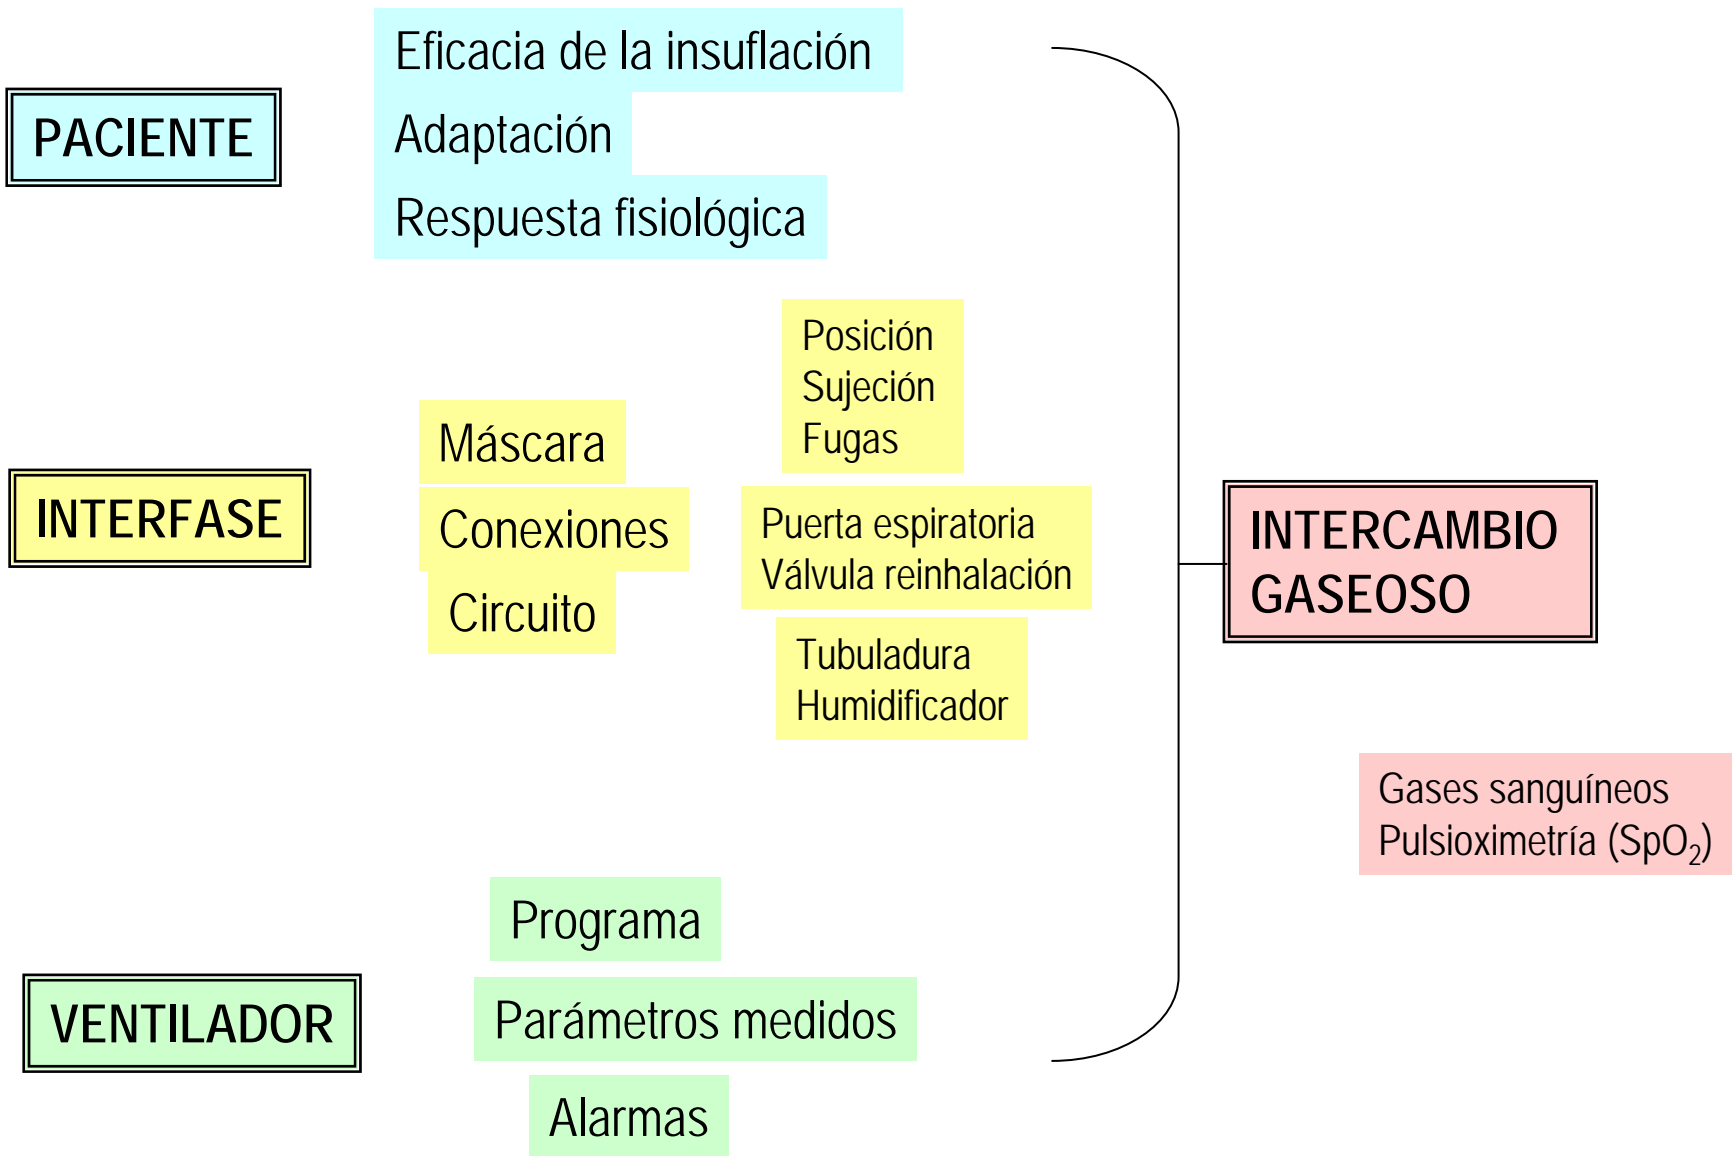 PACIENTE
Eficacia de la insuflación
Adaptación
Respuesta fisiológica
INTERFASE
Máscara
Conexiones
Circuito
Posición
Sujeción
Fugas
Puerta espiratoria
Válvula reinhalación
Tubuladura
Humidificador
VENTILADOR
Programa
Parámetros medidos
Alarmas
INTERCAMBIO
GASEOSO
Gases sanguíneos
Pulsioximetría (SpO₂)